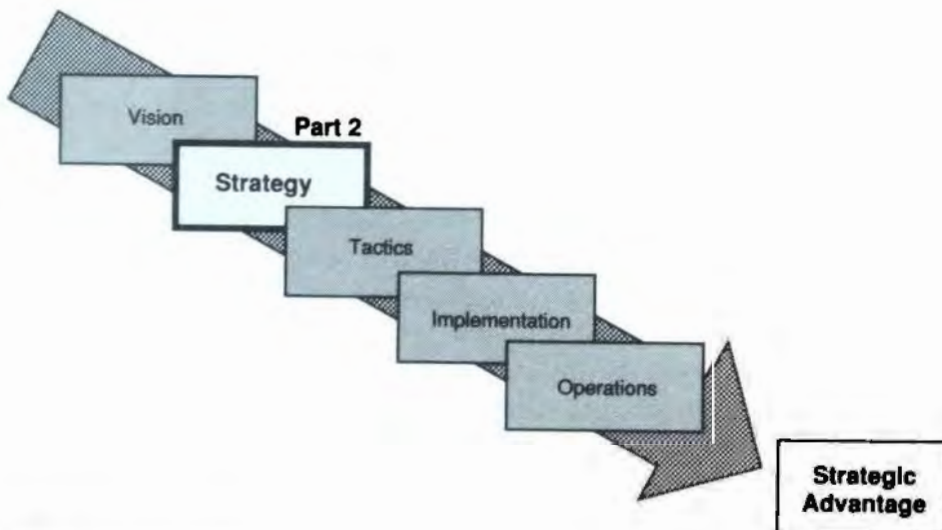 Vision
Part 2
Strategy
Tactics
Implementation
Operations
Strategic
Advantage